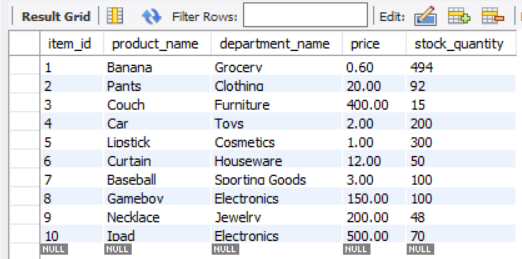 Result Grid Filter Rows: Edit:
item_id product_name department_name price stock_quantity
1 Banana Grocery 0.60 494
2 Pants Clothing 20.00 92
3 Couch Furniture 400.00 15
4 Car Toys 2.00 200
5 Lipstick Cosmetics 1.00 300
6 Curtain Houseware 12.00 50
7 Baseball Sporting Goods 3.00 100
8 Gameboy Electronics 150.00 100
9 Necklace Jewelry 200.00 48
10 Ipad Electronics 500.00 70
NULL NULL NULL NULL NULL